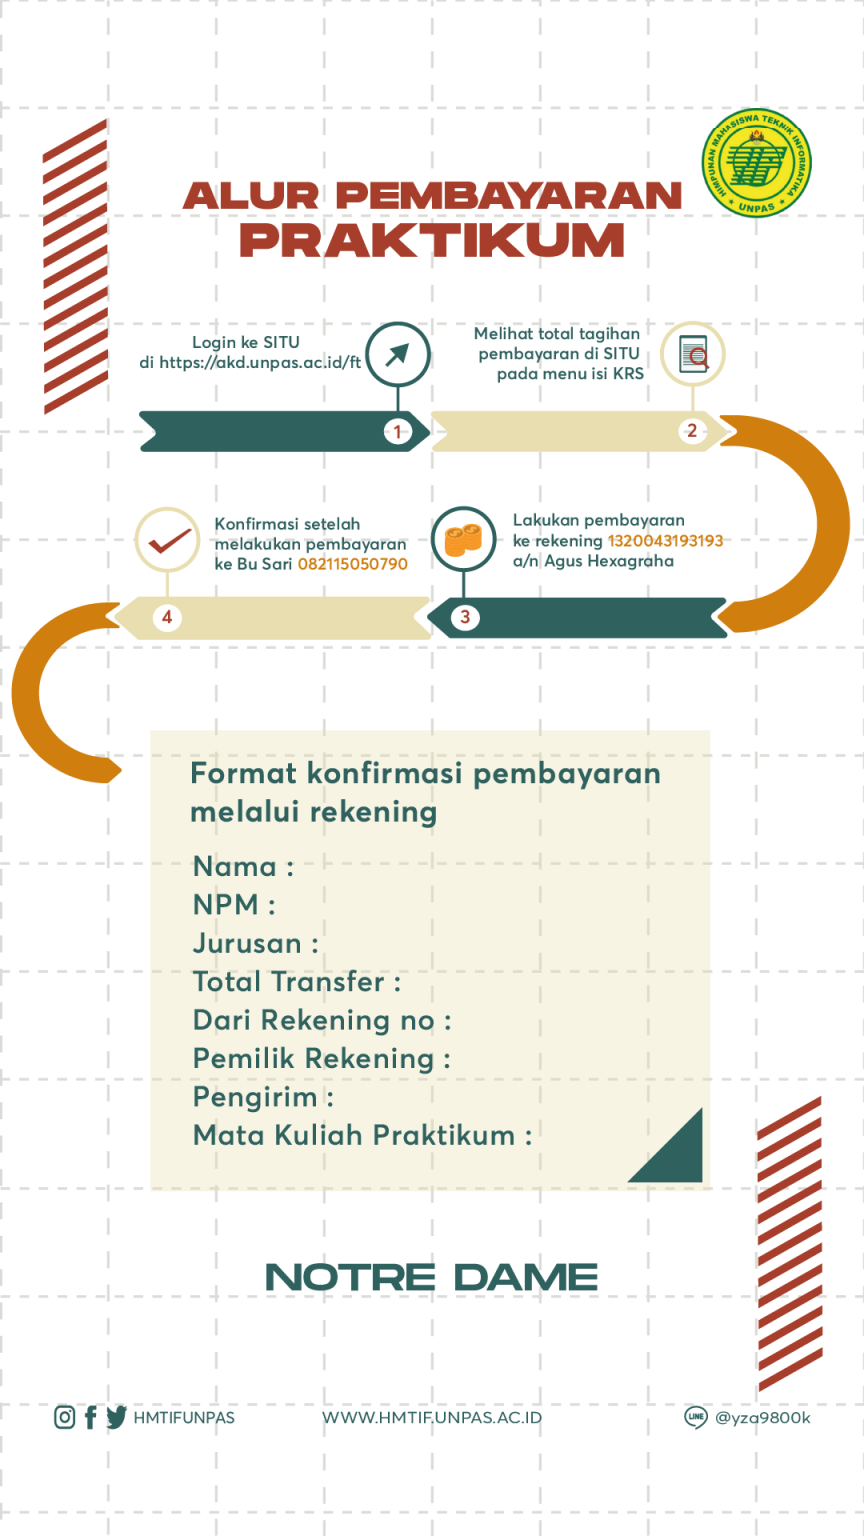 HIMPUNAN MAHASISWA TEKNIK INFORMATIKA
UNPAS
ALUR PEMBAYARAN
PRAKTIKUM
Login ke SITU
di https://akd.unpas.ac.id/ft
1
Melihat total tagihan
pembayaran di SITU
pada menu isi KRS
2
Lakukan pembayaran
ke rekening 1320043193193
a/n Agus Hexagraha
3
Konfirmasi setelah
melakukan pembayaran
ke Bu Sari 082115050790
4
Format konfirmasi pembayaran
melalui rekening
Nama :
NPM :
Jurusan :
Total Transfer :
Dari Rekening no :
Pemilik Rekening :
Pengirim :
Mata Kuliah Praktikum :
NOTRE DAME
HMTIFUNPAS
WWW.HMTIF.UNPAS.AC.ID
LINE
@yza9800k